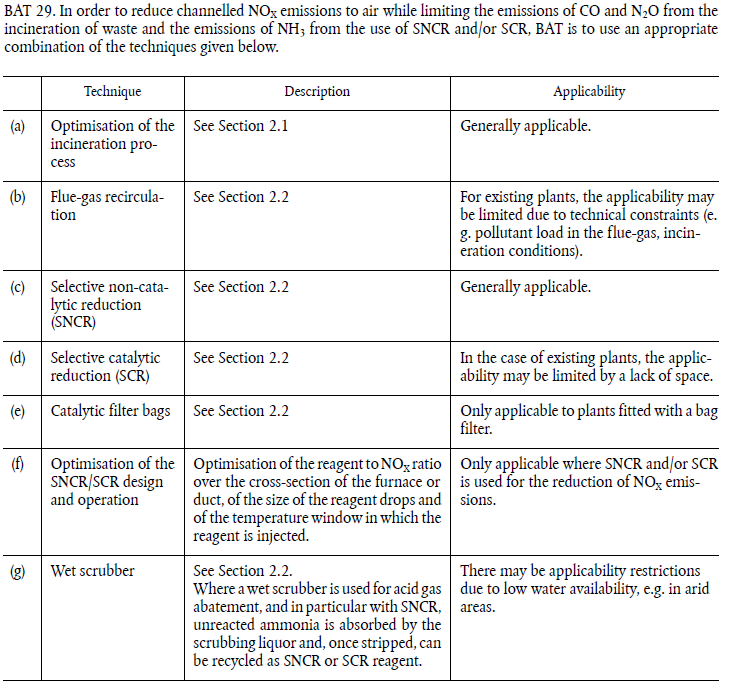 BAT 29. In order to reduce channelled NOX emissions to air while limiting the emissions of CO and N2O from the
incineration of waste and the emissions of NH3 from the use of SNCR and/or SCR, BAT is to use an appropriate
combination of the techniques given below.
Technique
Description
Applicability
(a)
Optimisation of the
incineration pro-
cess
See Section 2.1
Generally applicable.
(b)
Flue-gas recircula-
tion
See Section 2.2
For existing plants, the applicability may
be limited due to technical constraints (e.
g. pollutant load in the flue-gas, incin-
eration conditions).
(c)
Selective non-cata-
lytic reduction
(SNCR)
See Section 2.2
Generally applicable.
(d)
Selective catalytic
reduction (SCR)
See Section 2.2
In the case of existing plants, the applic-
ability may be limited by a lack of space.
(e)
Catalytic filter bags
See Section 2.2
Only applicable to plants fitted with a bag
filter.
(f)
Optimisation of the
SNCR/SCR design
and operation
Optimisation of the reagent to NOX ratio
over the cross-section of the furnace or
duct, of the size of the reagent drops and
of the temperature window in which the
reagent is injected.
Only applicable where SNCR and/or SCR
is used for the reduction of NOX emis-
sions.
(g)
Wet scrubber
See Section 2.2.
Where a wet scrubber is used for acid gas
abatement, and in particular with SNCR,
unreacted ammonia is absorbed by the
scrubbing liquor and, once stripped, can
be recycled as SNCR or SCR reagent.
There may be applicability restrictions
due to low water availability, e.g. in arid
areas.